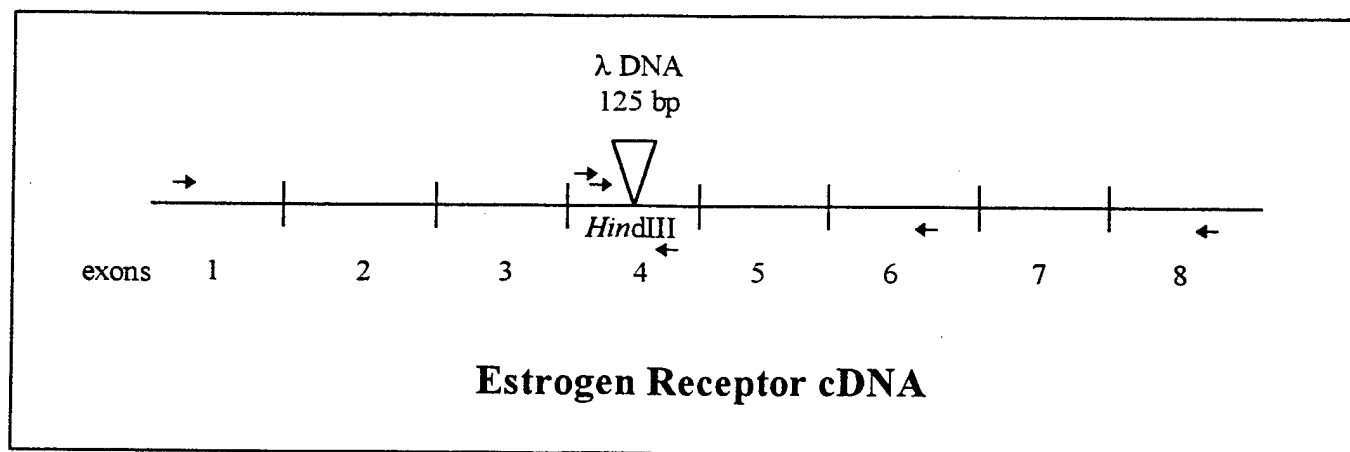 λ DNA
125 bp
HindIII
exons 1 2 3 4 5 6 7 8
Estrogen Receptor cDNA